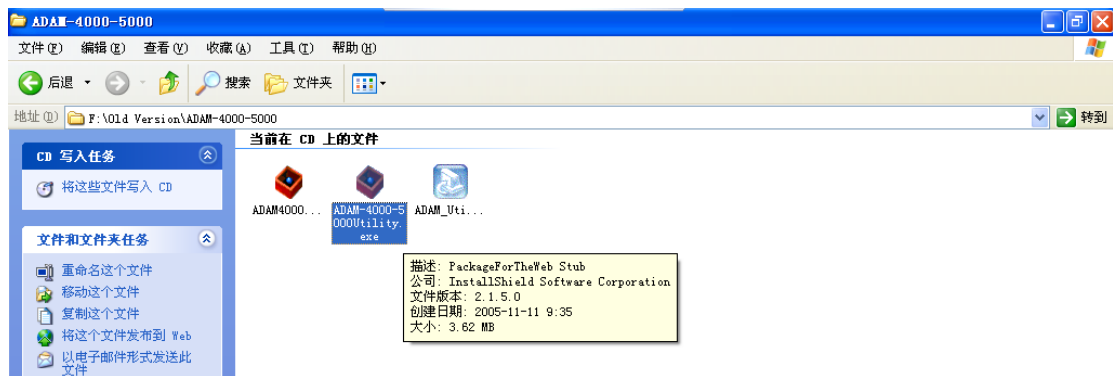 ADAM-4000-5000
文件(F) 编辑(E) 查看(V) 收藏(A) 工具(T) 帮助(H)
后退 搜索 文件夹
地址(D) F:\Old Version\ADAM-4000-5000 转到
当前在 CD 上的文件
CD 写入任务
将这些文件写入 CD
ADAM4000... ADAM-4000-5 ADAM_Uti...
000Utility.
exe
文件和文件夹任务
重命名这个文件
移动这个文件
复制这个文件
将这个文件发布到 Web
以电子邮件形式发送此
文件
描述: PackageForTheWeb Stub
公司: InstallShield Software Corporation
文件版本: 2.1.5.0
创建日期: 2005-11-11 9:35
大小: 3.62 MB